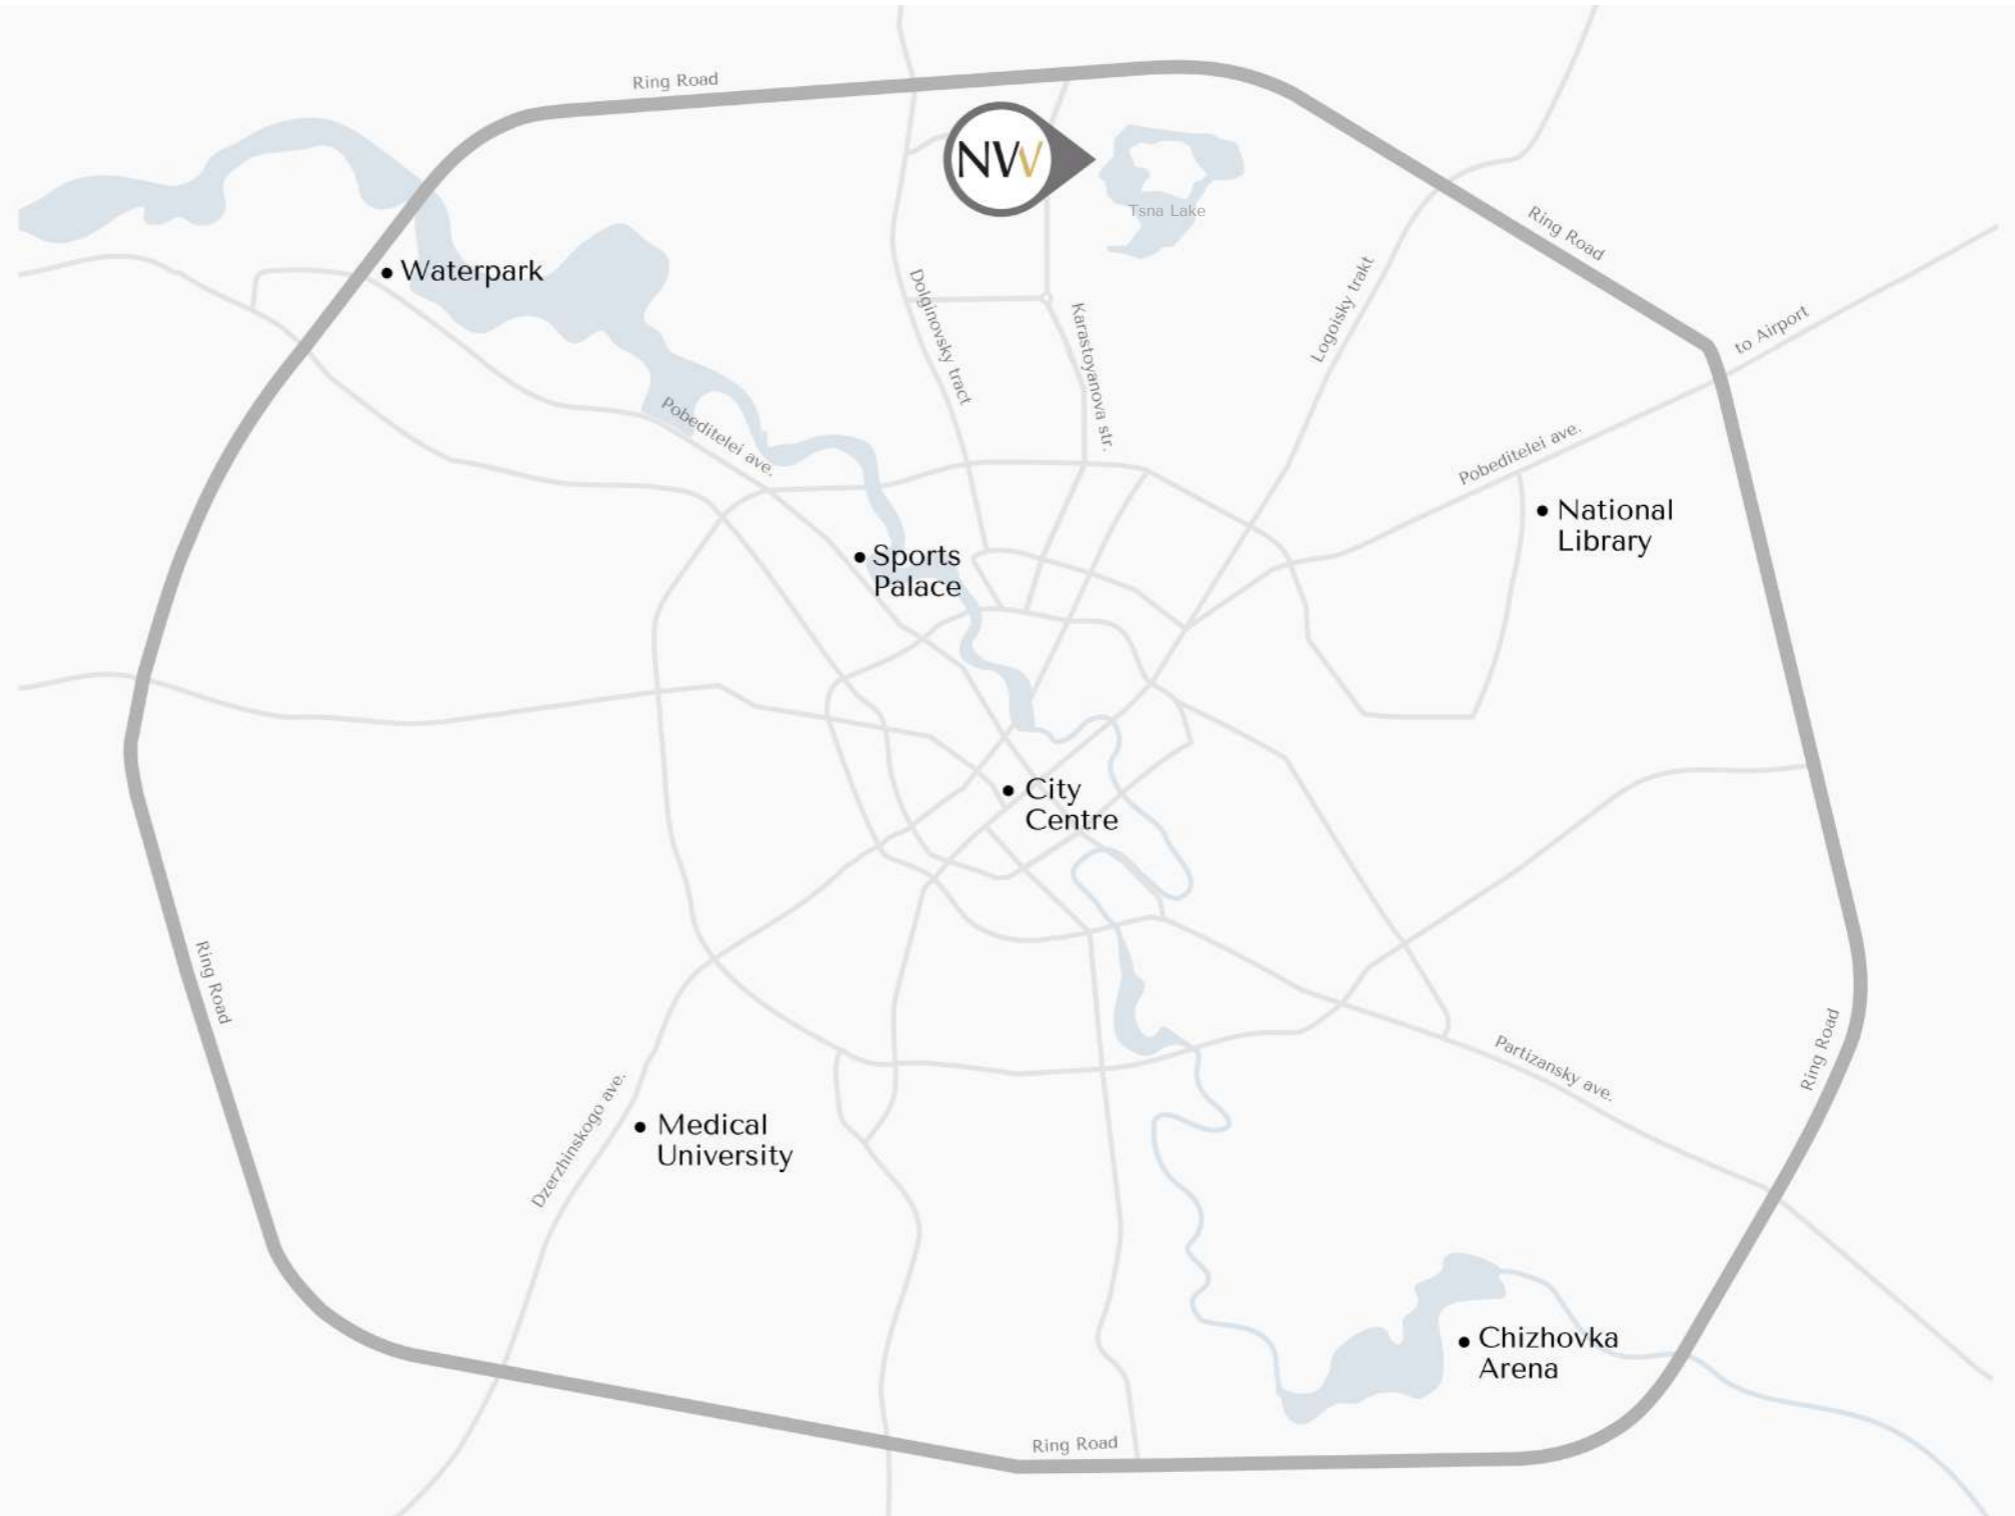 Ring Road
NW
Tsna Lake
Ring Road
Waterpark
Dolginovsky tract
Karastoyanova str.
Logoisky trakt
to Airport
Pobeditelei ave.
Pobeditelei ave.
National
Library
Sports
Palace
City
Centre
Ring Road
Ring Road
Partizansky ave.
Dzerzhinskogo ave.
Medical
University
Chizhovka
Arena
Ring Road